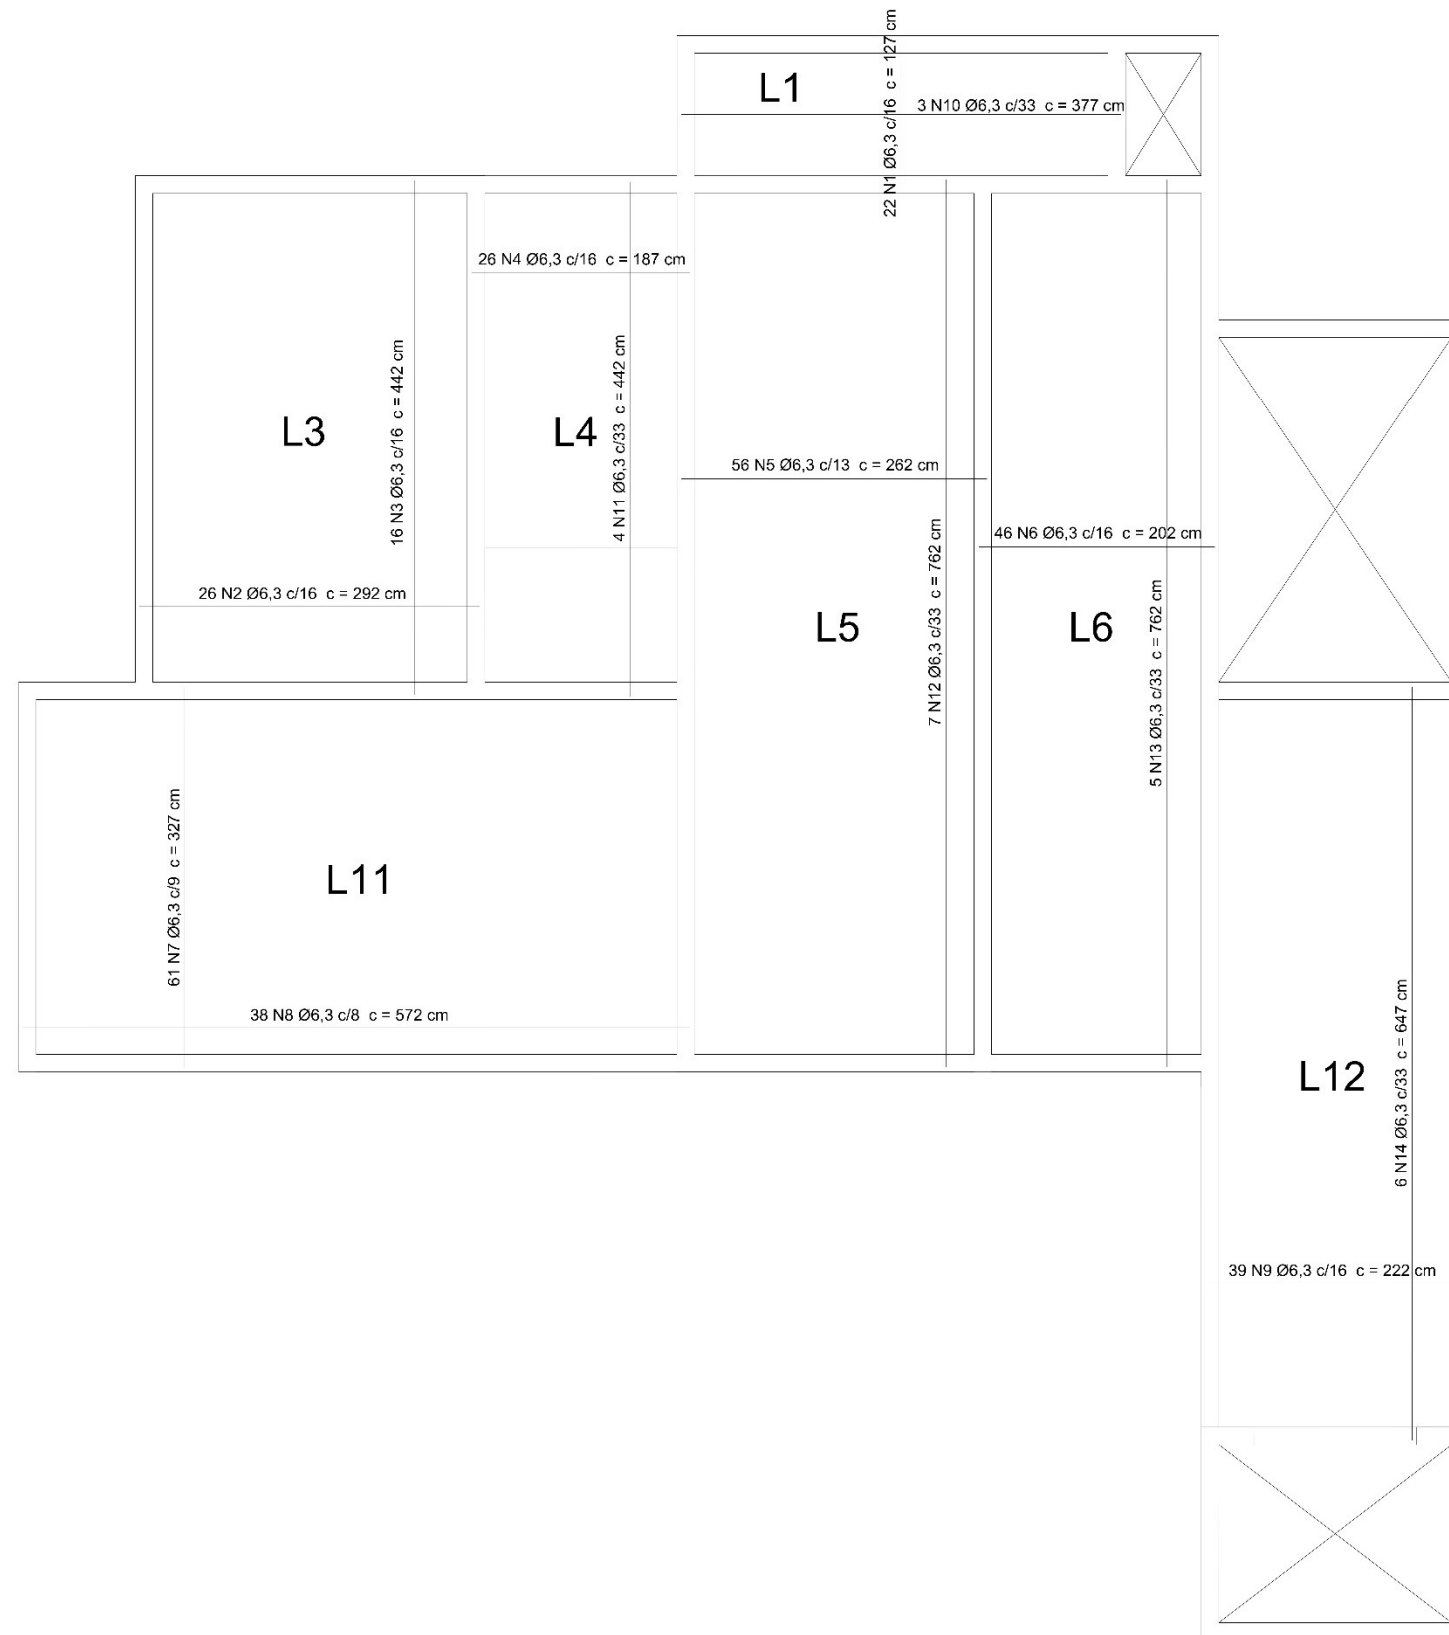 22 N1 Ø6,3 c/16 c = 127 cm
L1
3 N10 Ø6,3 c/33 c = 377 cm
26 N4 Ø6,3 c/16 c = 187 cm
16 N3 Ø6,3 c/16 c = 442 cm
4 N11 Ø6,3 c/33 c = 442 cm
L3
L4
56 N5 Ø6,3 c/13 c = 262 cm
46 N6 Ø6,3 c/16 c = 202 cm
7 N12 Ø6,3 c/33 c = 762 cm
5 N13 Ø6,3 c/33 c = 762 cm
26 N2 Ø6,3 c/16 c = 292 cm
L5
L6
61 N7 Ø6,3 c/9 c = 327 cm
L11
6 N14 Ø6,3 c/33 c = 647 cm
38 N8 Ø6,3 c/8 c = 572 cm
L12
39 N9 Ø6,3 c/16 c = 222 cm